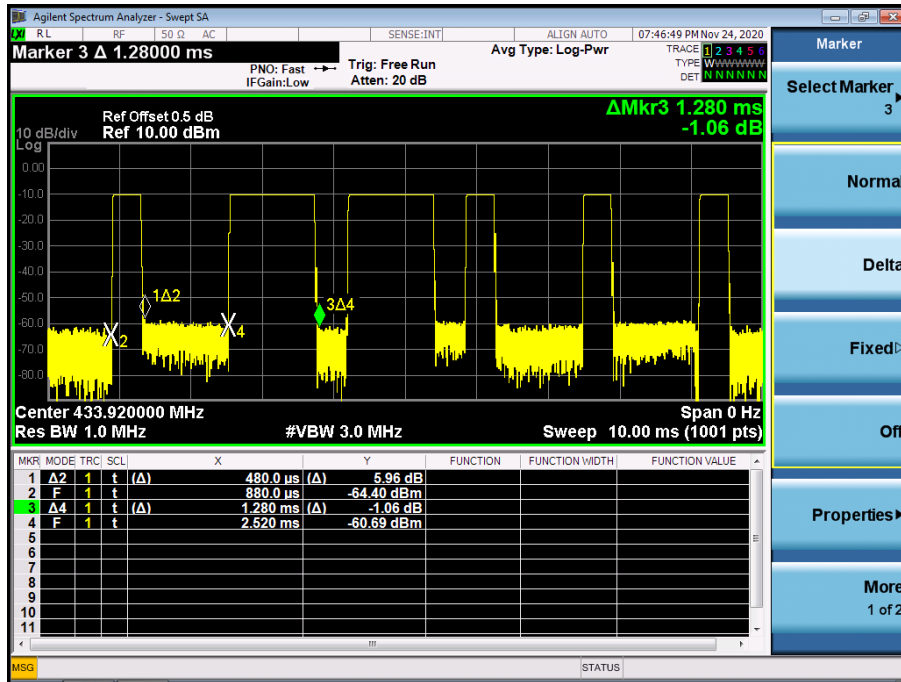 Agilent Spectrum Analyzer - Swept SA
LXI RL RF 50 Ω AC SENSE:INT ALIGN AUTO 07:46:49 PM Nov 24, 2020
Marker 3 Δ 1.28000 ms
PNO: Fast
IFGain:Low
Trig: Free Run
Atten: 20 dB
Avg Type: Log-Pwr
TRACE 1 2 3 4 5 6
TYPE WWWWWWW
DET N N N N N N
ΔMkr3 1.280 ms
-1.06 dB
Ref Offset 0.5 dB
10 dB/div Ref 10.00 dBm
Log
0.00
-10.0
-20.0
-30.0
-40.0
-50.0
-60.0
-70.0
-80.0
1Δ2
2
4
3Δ4
Center 433.920000 MHz Span 0 Hz
Res BW 1.0 MHz #VBW 3.0 MHz Sweep 10.00 ms (1001 pts)
MKR MODE TRC SCL X Y FUNCTION FUNCTION WIDTH FUNCTION VALUE
1 Δ2 1 t (Δ) 480.0 µs (Δ) 5.96 dB
2 F 1 t 880.0 µs -64.40 dBm
3 Δ4 1 t (Δ) 1.280 ms (Δ) -1.06 dB
4 F 1 t 2.520 ms -60.69 dBm
5
6
7
8
9
10
11
MSG STATUS
Marker
Select Marker
3
Norma
Delta
Fixed
Off
Properties
More
1 of 2